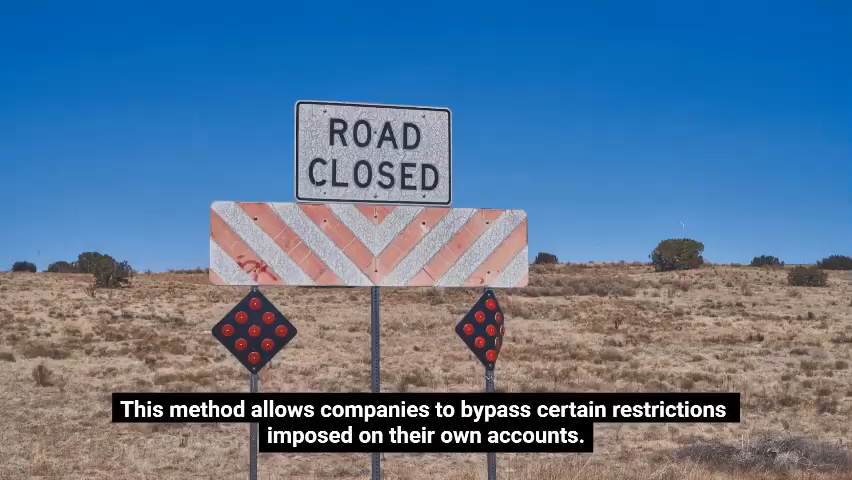 ROAD
CLOSED
This method allows companies to bypass certain restrictions
imposed on their own accounts.